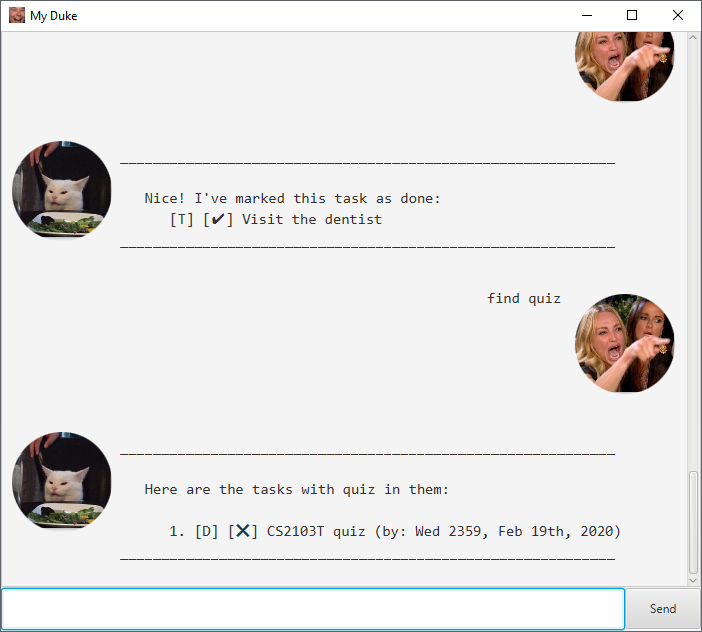 My Duke
____________________________________________________________
Nice! I've marked this task as done:
[T] [✔] Visit the dentist
____________________________________________________________
find quiz
____________________________________________________________
Here are the tasks with quiz in them:
1. [D] [❌] CS2103T quiz (by: Wed 2359, Feb 19th, 2020)
____________________________________________________________
Send